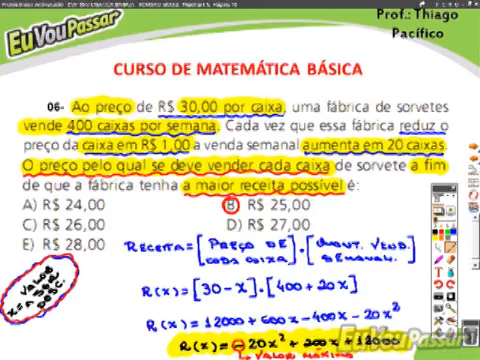 Prof.: Thiago
Pacífico
EuVouPassar
CURSO DE MATEMÁTICA BÁSICA
06- Ao preço de R$ 30,00 por caixa, uma fábrica de sorvetes
vende 400 caixas por semana. Cada vez que essa fábrica reduz o
preço da caixa em R$ 1,00 a venda semanal aumenta em 20 caixas.
O preço pelo qual se deve vender cada caixa de sorvete a fim
de que a fábrica tenha a maior receita possível é:
A) R$ 24,00
B) R$ 25,00
C) R$ 26,00
D) R$ 27,00
E) R$ 28,00
RECEITA = [PREÇO DE CADA CAIXA] . [QUANT. VEND. SEMANAL]
R(x) = [30 - x] . [400 + 20x]
R(x) = 12000 + 600x - 400x - 20x²
R(x) = -20x² + 200x + 12000
↳ VALOR MÁXIMO
VALOR
x = A SER
DESC.
EuVouPassar